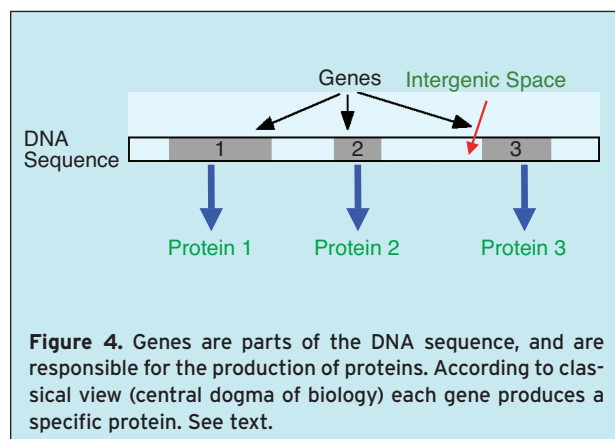 Genes Intergenic Space
DNA
Sequence
1 2 3
Protein 1 Protein 2 Protein 3
Figure 4. Genes are parts of the DNA sequence, and are
responsible for the production of proteins. According to clas-
sical view (central dogma of biology) each gene produces a
specific protein. See text.